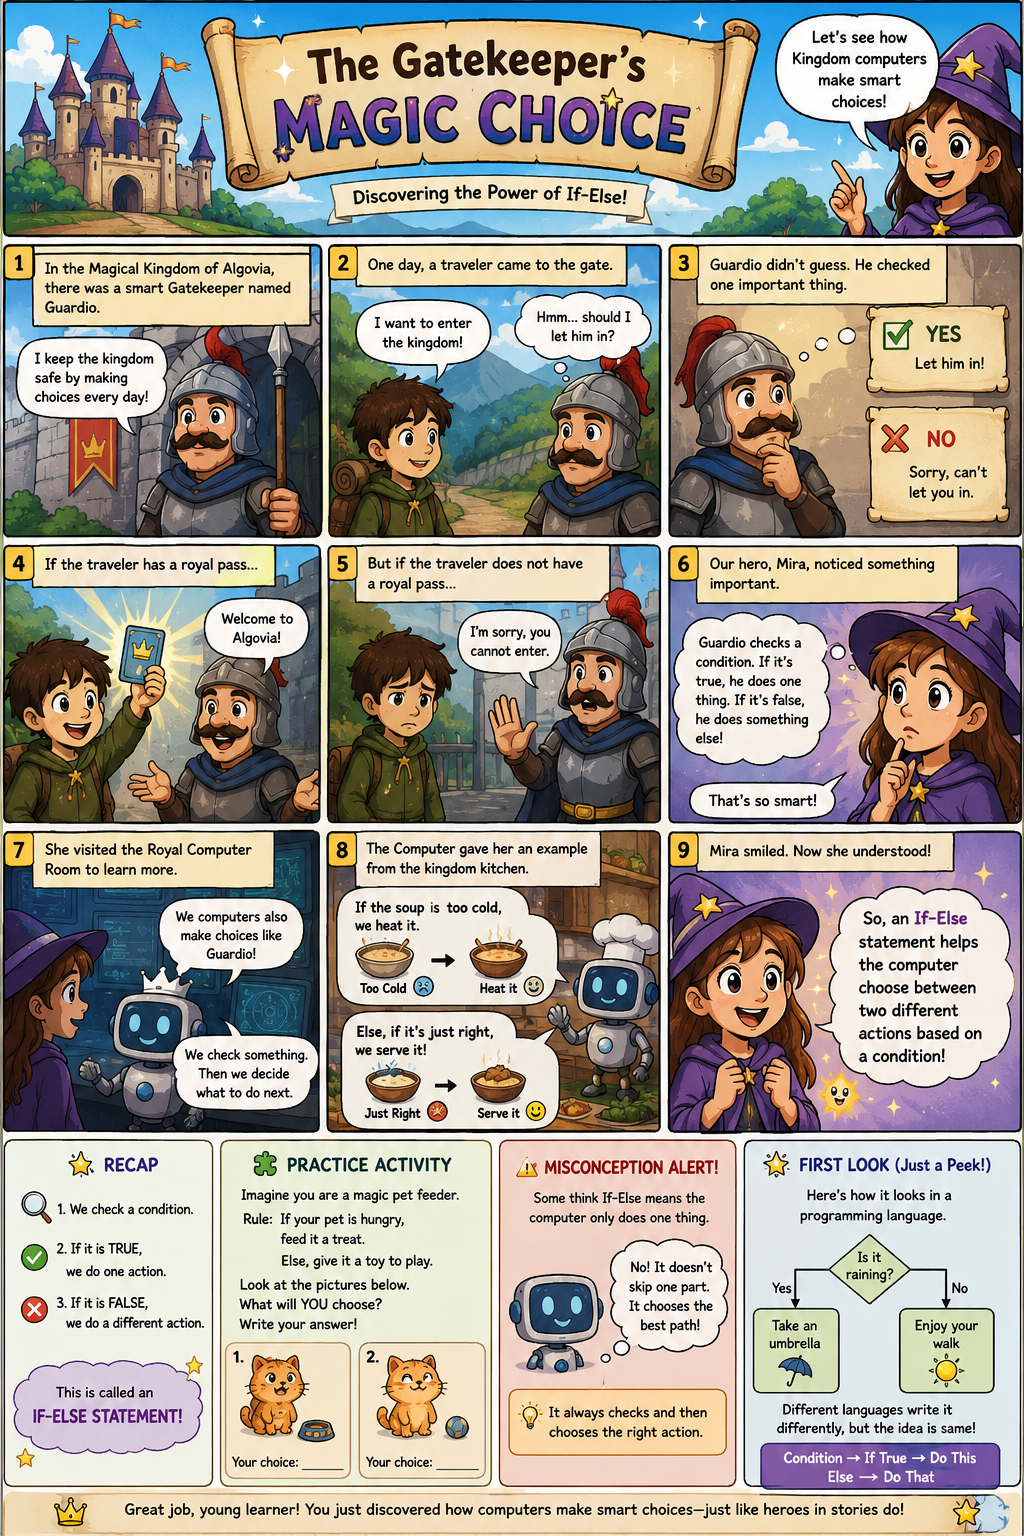 The Gatekeeper's
MAGIC CHOICE
Discovering the Power of If-Else!
Let's see how
Kingdom computers
make smart
choices!
1
In the Magical Kingdom of Algovia,
there was a smart Gatekeeper named
Guardio.
I keep the kingdom
safe by making
choices every day!
2
One day, a traveler came to the gate.
I want to enter
the kingdom!
Hmm... should I
let him in?
3
Guardio didn't guess. He checked
one important thing.
YES
Let him in!
NO
Sorry, can't
let you in.
4
If the traveler has a royal pass...
Welcome to
Algovia!
5
But if the traveler does not have
a royal pass...
I'm sorry, you
cannot enter.
6
Our hero, Mira, noticed something
important.
Guardio checks a
condition. If it's
true, he does one
thing. If it's false,
he does something
else!
That's so smart!
7
She visited the Royal Computer
Room to learn more.
We computers also
make choices like
Guardio!
We check something.
Then we decide
what to do next.
8
The Computer gave her an example
from the kingdom kitchen.
If the soup is too cold,
we heat it.
Too Cold
Heat it
Else, if it's just right,
we serve it!
Just Right
Serve it
9
Mira smiled. Now she understood!
So, an If-Else
statement helps
the computer
choose between
two different
actions based on
a condition!
RECAP
1. We check a condition.
2. If it is TRUE,
we do one action.
3. If it is FALSE,
we do a different action.
This is called an
IF-ELSE STATEMENT!
PRACTICE ACTIVITY
Imagine you are a magic pet feeder.
Rule: If your pet is hungry,
feed it a treat.
Else, give it a toy to play.
Look at the pictures below.
What will YOU choose?
Write your answer!
1.
Your choice: ______
2.
Your choice: ______
MISCONCEPTION ALERT!
Some think If-Else means the
computer only does one thing.
No! It doesn't
skip one part.
It chooses the
best path!
It always checks and then
chooses the right action.
FIRST LOOK (Just a Peek!)
Here's how it looks in a
programming language.
Is it
raining?
Yes
No
Take an
umbrella
Enjoy your
walk
Different languages write it
differently, but the idea is same!
Condition → If True → Do This
Else → Do That
Great job, young learner! You just discovered how computers make smart choices—just like heroes in stories do!